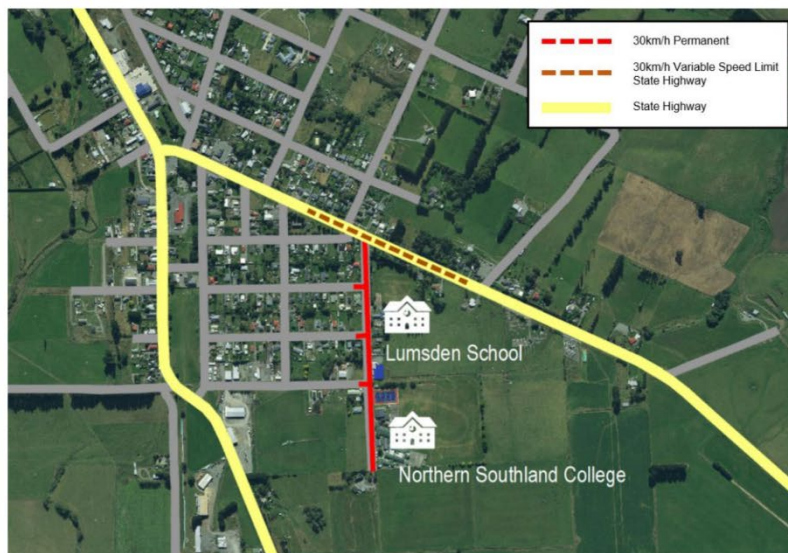 30km/h Permanent
30km/h Variable Speed Limit
State Highway
State Highway
Lumsden School
Northern Southland College